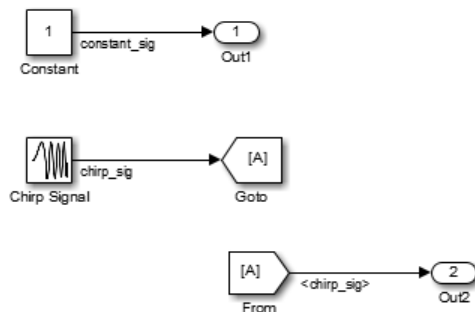 1
constant_sig
1
Constant
Out1
[A]
chirp_sig
Chirp Signal
Goto
[A]
<chirp_sig>
2
From
Out2